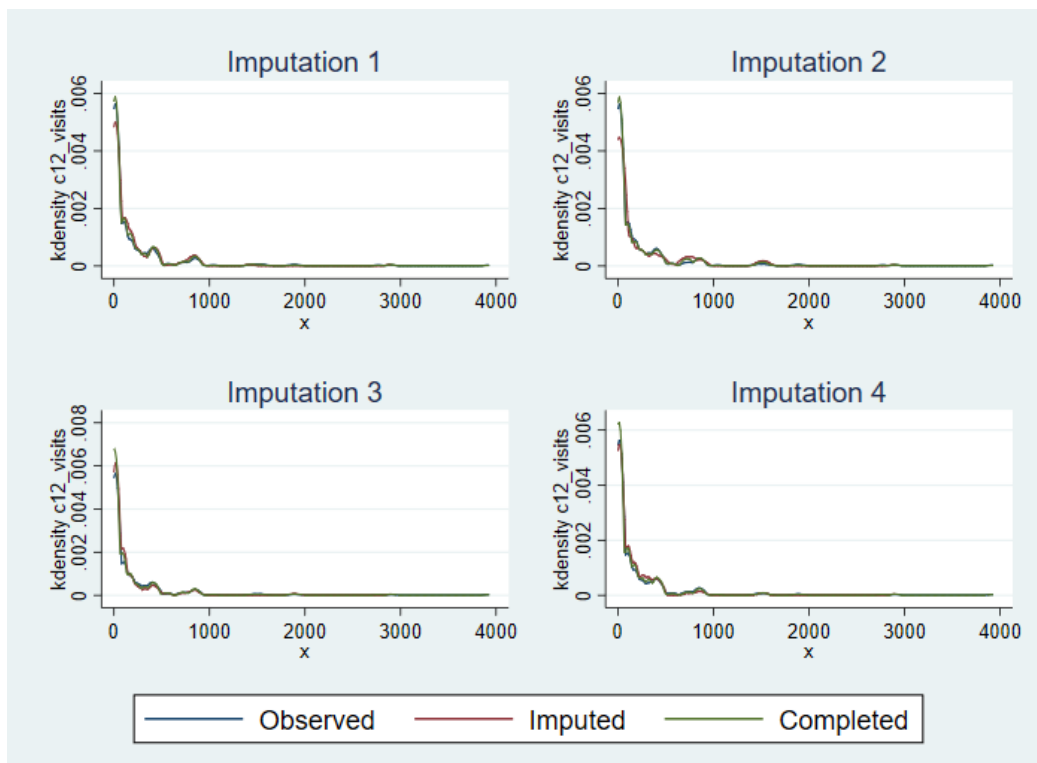 Imputation 1
kdensity c12_visits
0 .002 .004 .006
0 1000 2000 3000 4000
x
Imputation 2
kdensity c12_visits
0 .002 .004 .006
0 1000 2000 3000 4000
x
Imputation 3
kdensity c12_visits
0 .002 .004 .006 .008
0 1000 2000 3000 4000
x
Imputation 4
kdensity c12_visits
0 .002 .004 .006
0 1000 2000 3000 4000
x
Observed Imputed Completed